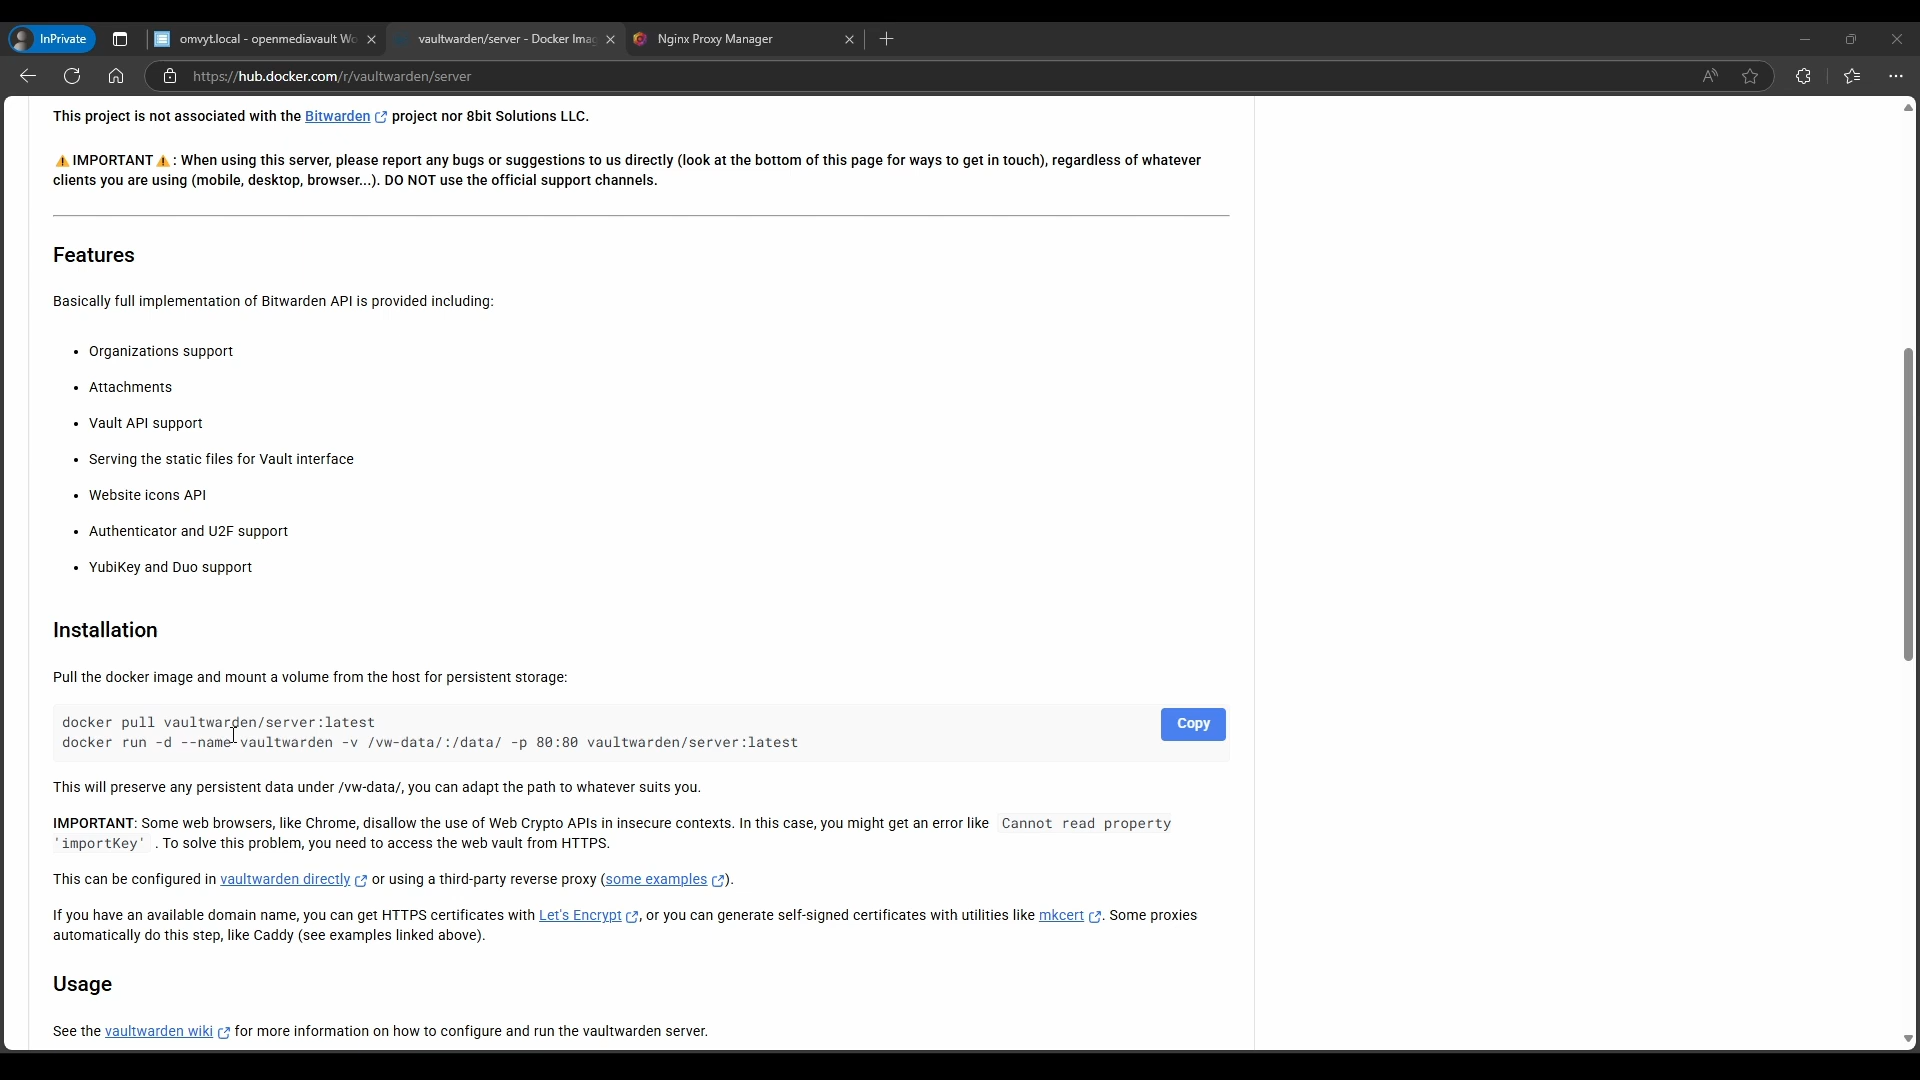 InPrivate
omvyt.local - openmediavault Wo
vaultwarden/server - Docker Imag
Nginx Proxy Manager
https://hub.docker.com/r/vaultwarden/server
This project is not associated with the Bitwarden project nor 8bit Solutions LLC.
⚠️IMPORTANT⚠️: When using this server, please report any bugs or suggestions to us directly (look at the bottom of this page for ways to get in touch), regardless of whatever
clients you are using (mobile, desktop, browser...). DO NOT use the official support channels.
Features
Basically full implementation of Bitwarden API is provided including:
• Organizations support
• Attachments
• Vault API support
• Serving the static files for Vault interface
• Website icons API
• Authenticator and U2F support
• YubiKey and Duo support
Installation
Pull the docker image and mount a volume from the host for persistent storage:
docker pull vaultwarden/server:latest
docker run -d --name vaultwarden -v /vw-data/:/data/ -p 80:80 vaultwarden/server:latest
Copy
This will preserve any persistent data under /vw-data/, you can adapt the path to whatever suits you.
IMPORTANT: Some web browsers, like Chrome, disallow the use of Web Crypto APIs in insecure contexts. In this case, you might get an error like Cannot read property
'importKey' . To solve this problem, you need to access the web vault from HTTPS.
This can be configured in vaultwarden directly or using a third-party reverse proxy (some examples).
If you have an available domain name, you can get HTTPS certificates with Let's Encrypt, or you can generate self-signed certificates with utilities like mkcert. Some proxies
automatically do this step, like Caddy (see examples linked above).
Usage
See the vaultwarden wiki for more information on how to configure and run the vaultwarden server.